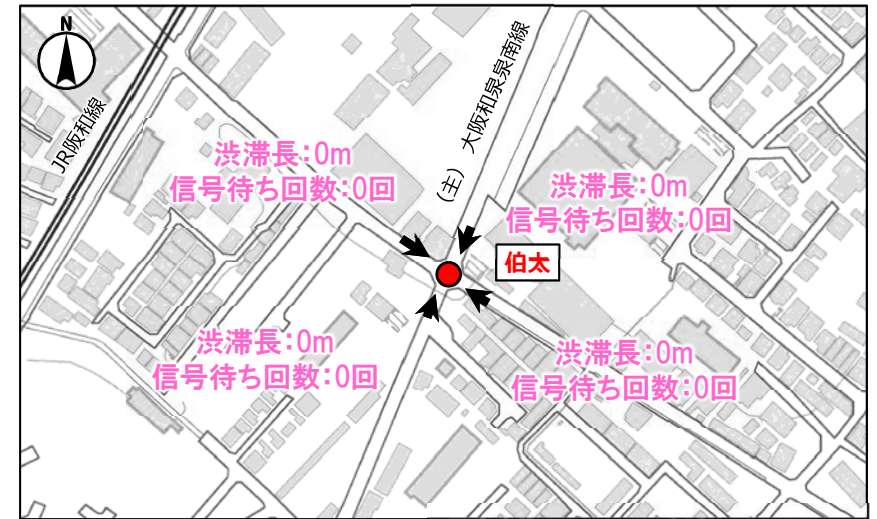 N
JR阪和線
(主) 大阪和泉泉南線
渋滞長:0m
信号待ち回数:0回
渋滞長:0m
信号待ち回数:0回
伯太
渋滞長:0m
信号待ち回数:0回
渋滞長:0m
信号待ち回数:0回